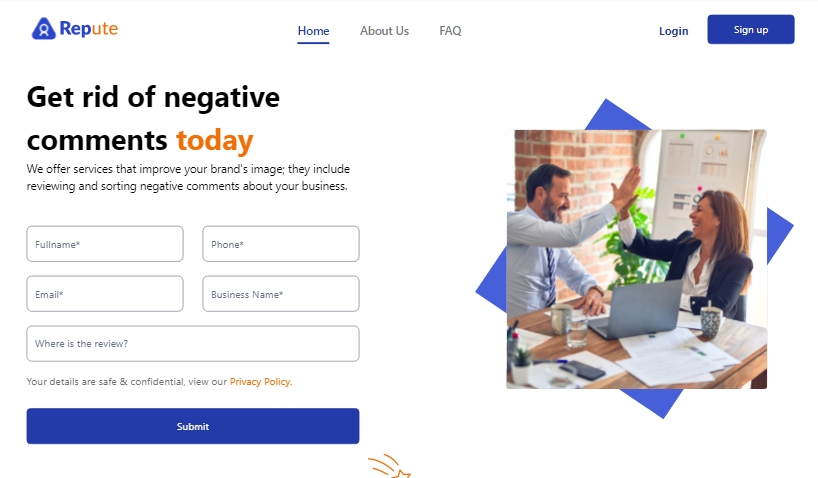 Repute
Home
About Us
FAQ
Login
Sign up
Get rid of negative
comments today
We offer services that improve your brand's image; they include
reviewing and sorting negative comments about your business.
Fullname*
Phone*
Email*
Business Name*
Where is the review?
Your details are safe & confidential, view our Privacy Policy.
Submit